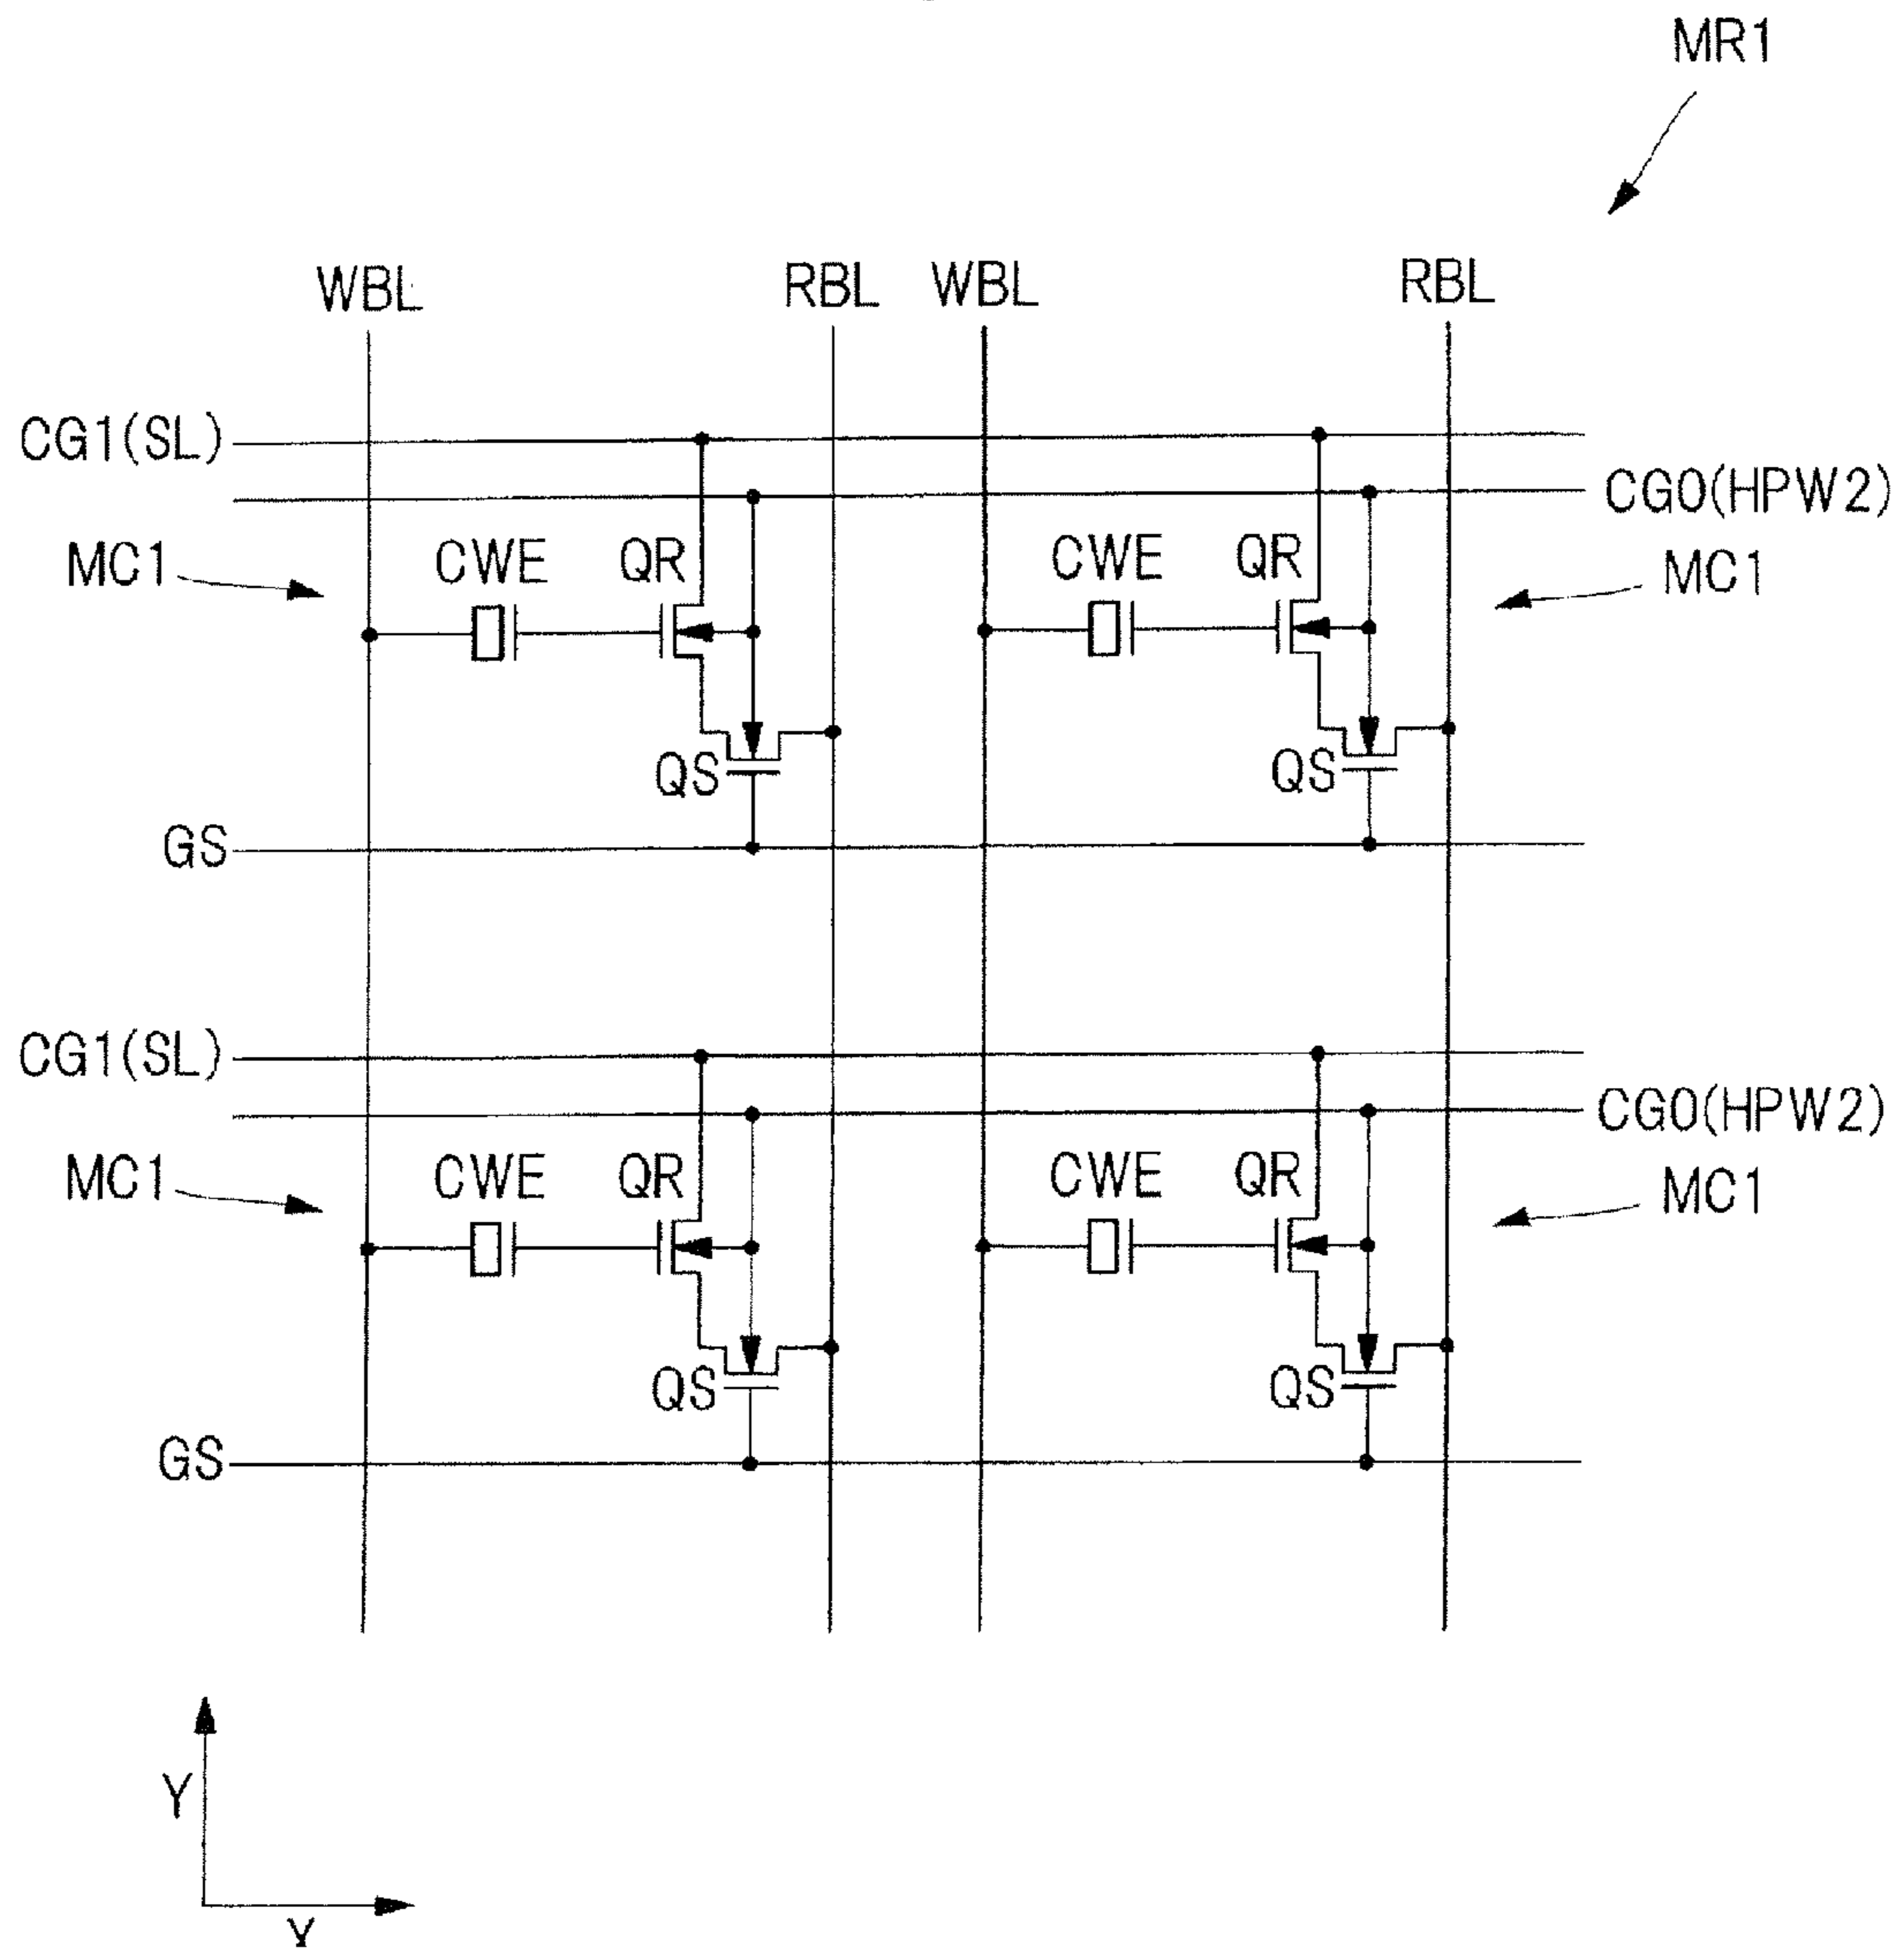 MR1
WBL RBL WBL RBL
CG1(SL)
CG0(HPW2)
MC1 CWE QR CWE QR MC1
QS QS
GS
CG1(SL)
CG0(HPW2)
MC1 CWE QR CWE QR MC1
QS QS
GS
Y
X